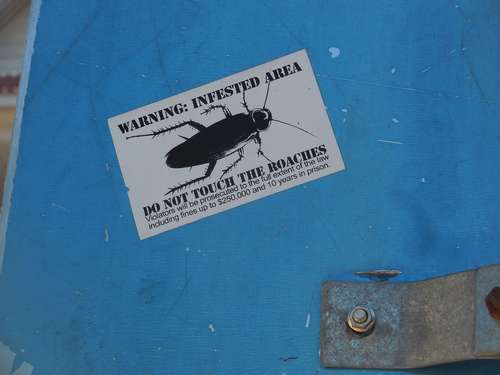 WARNING: INFESTED AREA
DO NOT TOUCH THE ROACHES
Violators will be prosecuted to the full extent of the law
including fines up to $250,000 and 10 years in prison.